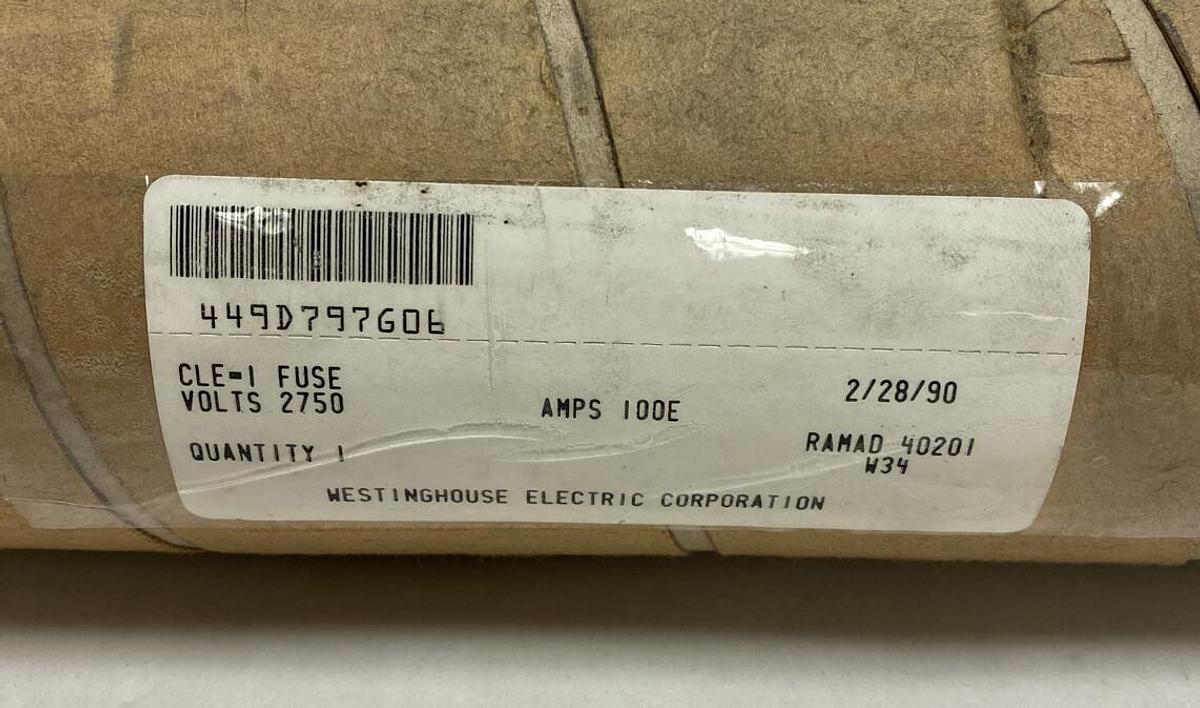 449D797G06
CLE-1 FUSE
VOLTS 2750
AMPS 100E
2/28/90
QUANTITY 1
RAMAD 40201
W34
WESTINGHOUSE ELECTRIC CORPORATION